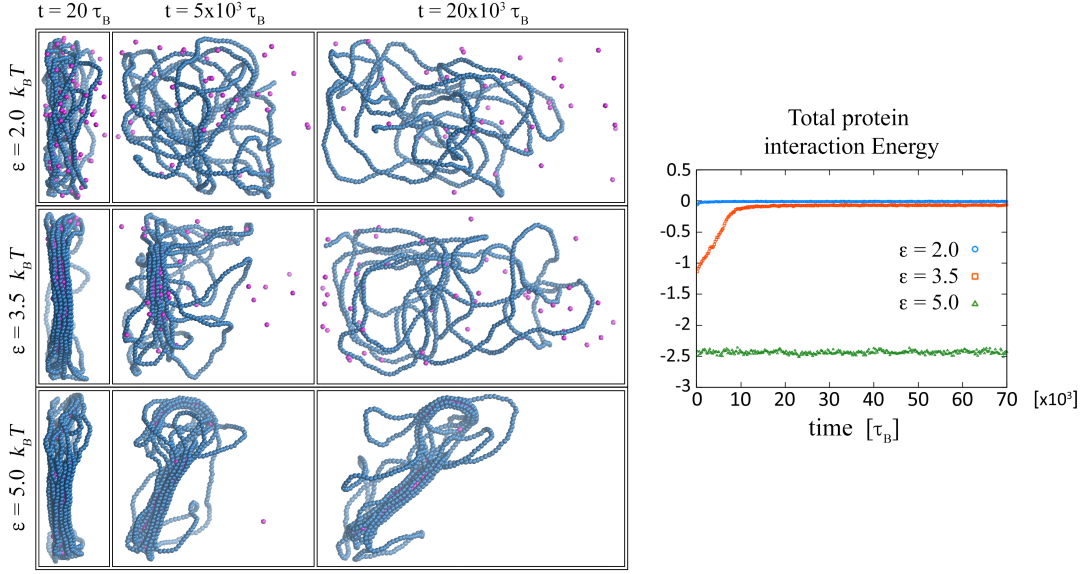 t = 20 τB
t = 5x10³ τB
t = 20x10³ τB
ε = 2.0 kBT
ε = 3.5 kBT
ε = 5.0 kBT
Total protein
interaction Energy
0.5
0
-0.5
-1
-1.5
-2
-2.5
-3
ε = 2.0
ε = 3.5
ε = 5.0
0 10 20 30 40 50 60 70 [x10³]
time [τB]